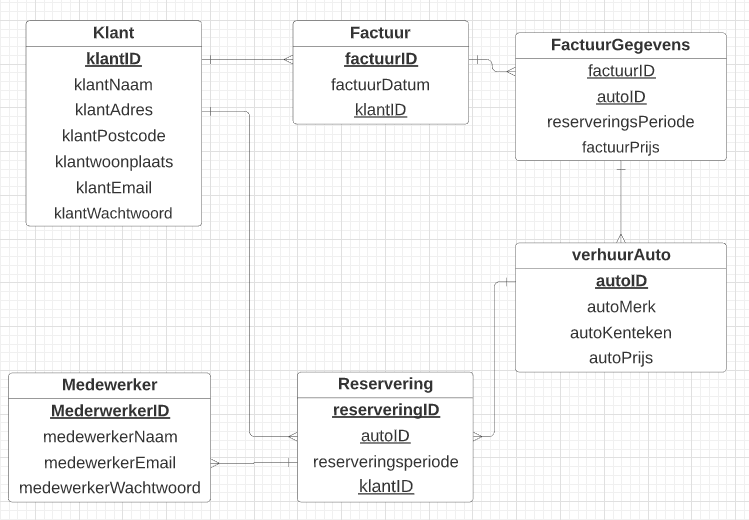 Klant
klantID
klantNaam
klantAdres
klantPostcode
klantwoonplaats
klantEmail
klantWachtwoord
Factuur
factuurID
factuurDatum
klantID
FactuurGegevens
factuurID
autoID
reserveringsPeriode
factuurPrijs
verhuurAuto
autoID
autoMerk
autoKenteken
autoPrijs
Medewerker
MederwerkerID
medewerkerNaam
medewerkerEmail
medewerkerWachtwoord
Reservering
reserveringID
autoID
reserveringsperiode
klantID